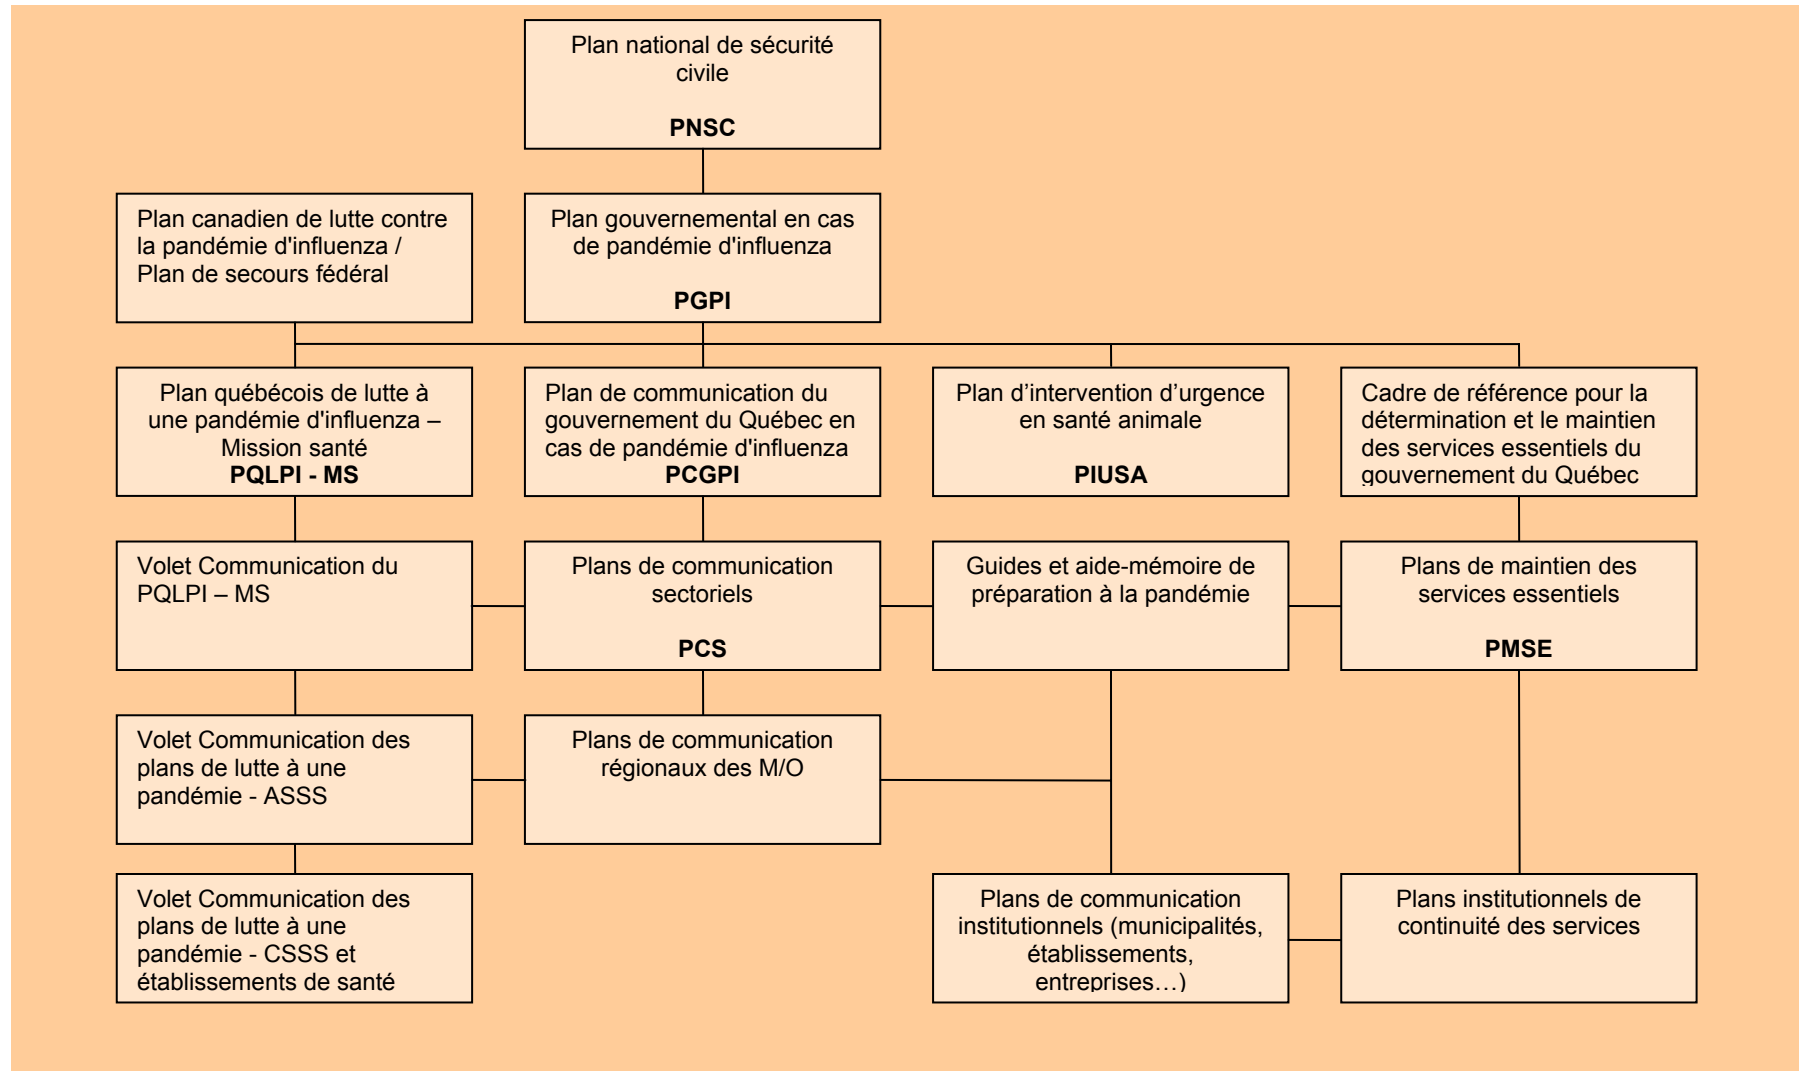 Plan national de sécurité
civile
PNSC
Plan canadien de lutte contre
la pandémie d'influenza /
Plan de secours fédéral
Plan gouvernemental en cas
de pandémie d'influenza
PGPI
Plan québécois de lutte à
une pandémie d'influenza –
Mission santé
PQLPI - MS
Plan de communication du
gouvernement du Québec en
cas de pandémie d'influenza
PCGPI
Plan d’intervention d’urgence
en santé animale
PIUSA
Cadre de référence pour la
détermination et le maintien
des services essentiels du
gouvernement du Québec
Volet Communication du
PQLPI – MS
Plans de communication
sectoriels
PCS
Guides et aide-mémoire de
préparation à la pandémie
Plans de maintien des
services essentiels
PMSE
Volet Communication des
plans de lutte à une
pandémie - ASSS
Plans de communication
régionaux des M/O
Volet Communication des
plans de lutte à une
pandémie - CSSS et
établissements de santé
Plans de communication
institutionnels (municipalités,
établissements,
entreprises…)
Plans institutionnels de
continuité des services